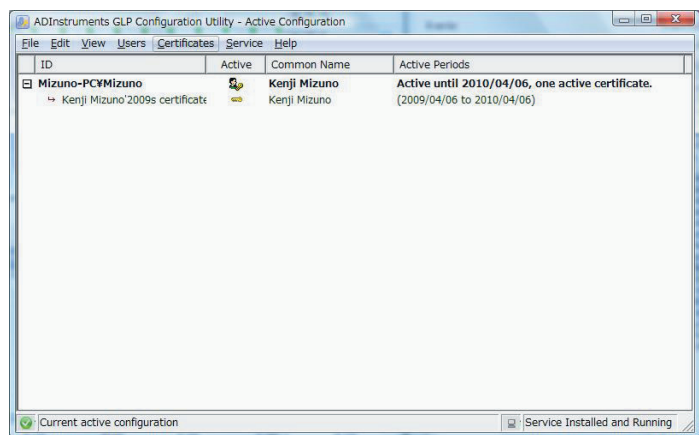 ADInstruments GLP Configuration Utility - Active Configuration
File Edit View Users Certificates Service Help
ID Active Common Name Active Periods
Mizuno-PC¥Mizuno Kenji Mizuno Active until 2010/04/06, one active certificate.
Kenji Mizuno'2009s certificate Kenji Mizuno (2009/04/06 to 2010/04/06)
Current active configuration Service Installed and Running